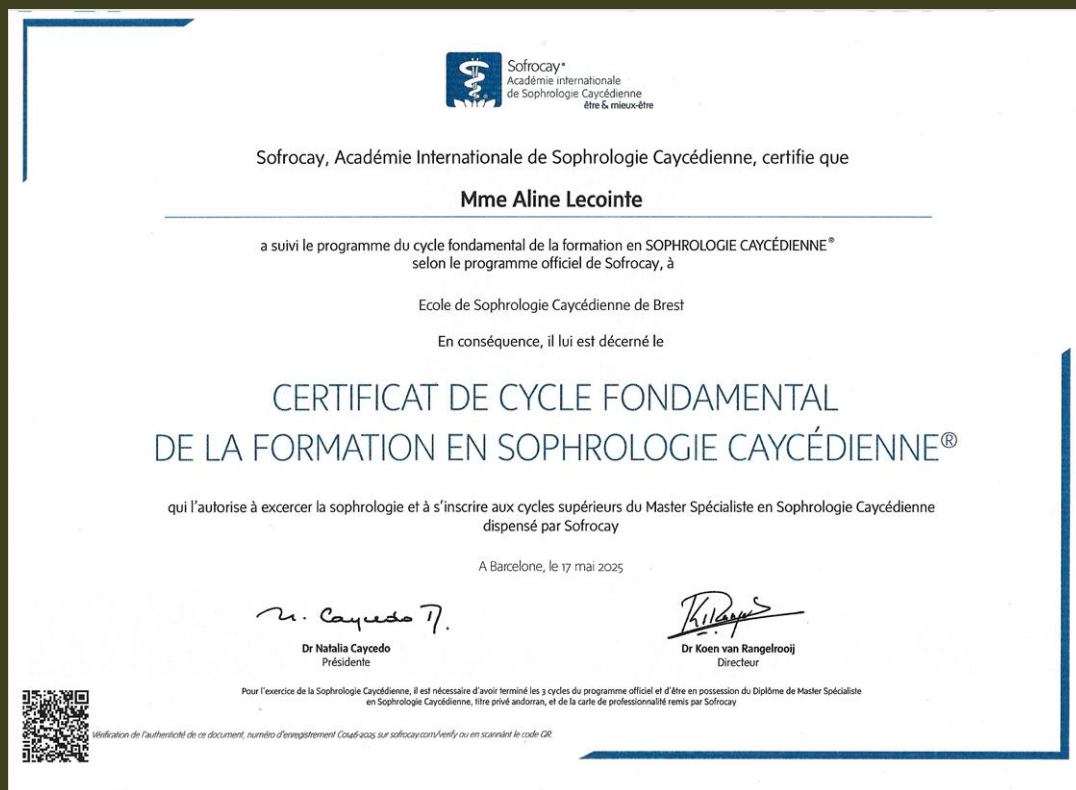 Sofrocay
Académie internationale
de Sophrologie Caycédienne
être & mieux-être
Sofrocay, Académie Internationale de Sophrologie Caycédienne, certifie que
Mme Aline Lecointe
a suivi le programme du cycle fondamental de la formation en SOPHROLOGIE CAYCÉDIENNE®
selon le programme officiel de Sofrocay, à
Ecole de Sophrologie Caycédienne de Brest
En conséquence, il lui est décerné le
CERTIFICAT DE CYCLE FONDAMENTAL
DE LA FORMATION EN SOPHROLOGIE CAYCÉDIENNE®
qui l'autorise à excercer la sophrologie et à s'inscrire aux cycles supérieurs du Master Spécialiste en Sophrologie Caycédienne
dispensé par Sofrocay
A Barcelone, le 17 mai 2025
Dr Natalia Caycedo
Présidente
Dr Koen van Rangelrooij
Directeur
Pour l'exercice de la Sophrologie Caycédienne, il est nécessaire d'avoir terminé les 3 cycles du programme officiel et d'être en possession du Diplôme de Master Spécialiste
en Sophrologie Caycédienne, titre privé andorran, et de la carte de professionnalité remis par Sofrocay
Vérification de l'authenticité de ce document, numéro d'enregistrement C0146-2025 sur sofrocay.com/verify ou en scannant le code QR.